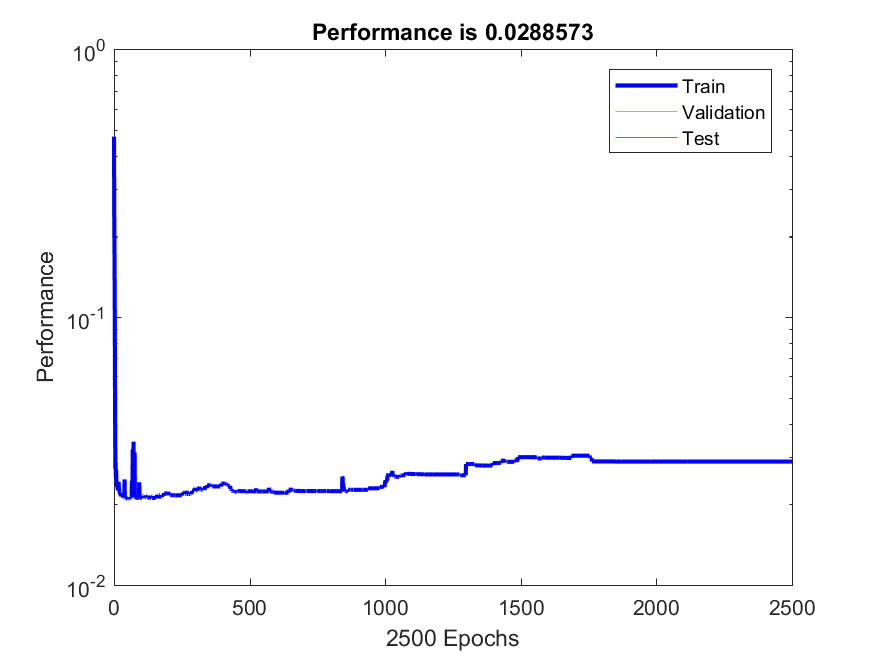 Performance is 0.0288573
10^0
Train
Validation
Test
Performance
10^-1
10^-2
0 500 1000 1500 2000 2500
2500 Epochs